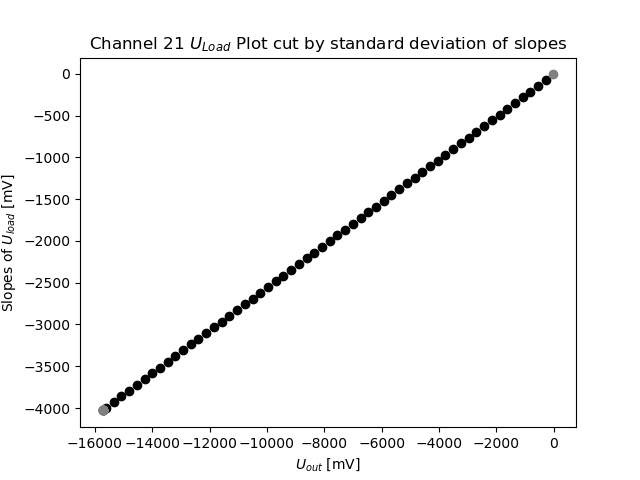 Channel 21 U_Load Plot cut by standard deviation of slopes
0
−500
−1000
−1500
−2000
−2500
−3000
−3500
−4000
Slopes of U_load [mV]
−16000 −14000 −12000 −10000 −8000 −6000 −4000 −2000 0
U_out [mV]